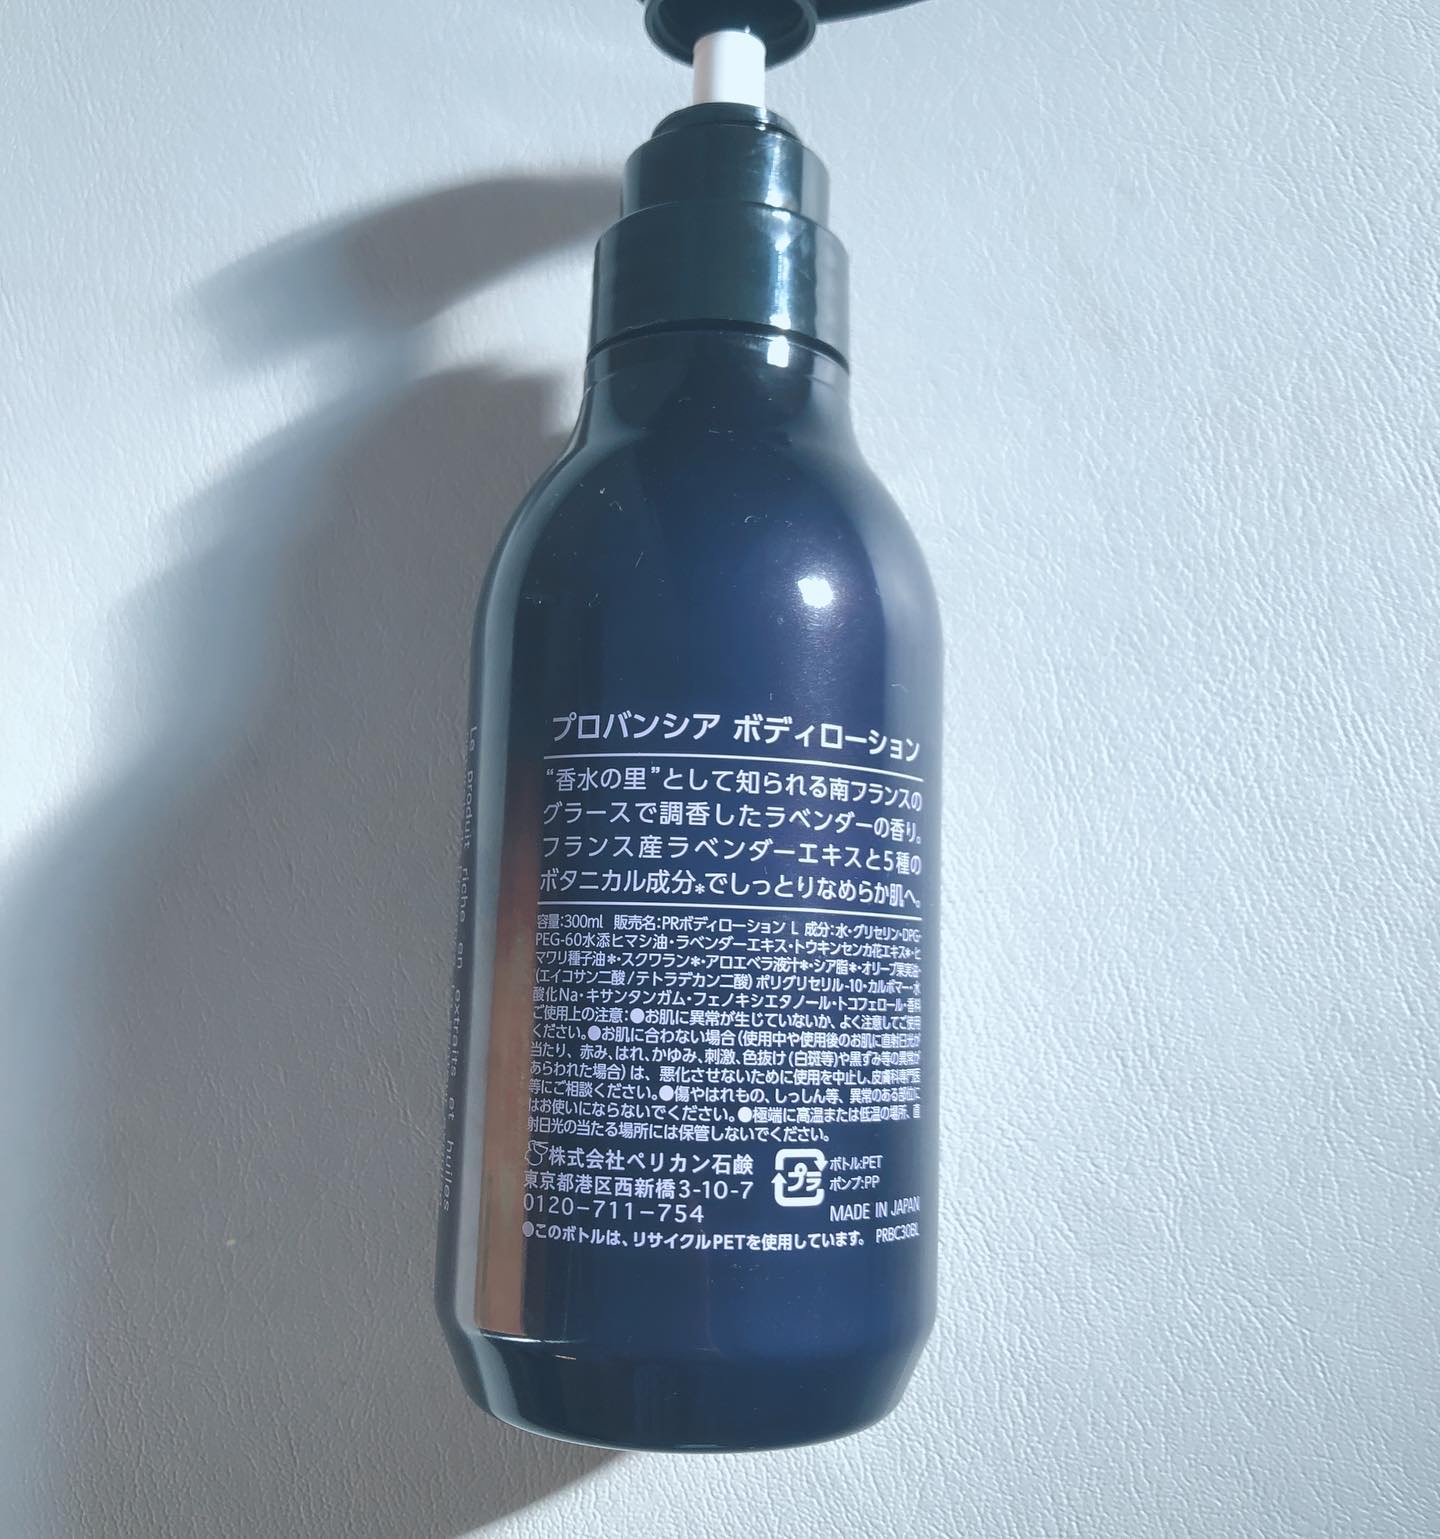 プロバンシア ボディローション
“香水の里”として知られる南フランスの
グラースで調香したラベンダーの香り。
フランス産ラベンダーエキスと5種の
ボタニカル成分*でしっとりなめらか肌へ。
容量:300ml 販売名:PRボディローション L 成分:水・グリセリン・DPG・
PEG-60水添ヒマシ油・ラベンダーエキス・トウキンセンカ花エキス*・ヒ
マワリ種子油*・スクワラン*・アロエベラ液汁*・シア脂*・オリーブ果実油・
(エイコサン二酸/テトラデカン二酸)ポリグリセリル-10・カルボマー・水
酸化Na・キサンタンガム・フェノキシエタノール・トコフェロール・香料
ご使用上の注意:●お肌に異常が生じていないか、よく注意してご使用
ください。●お肌に合わない場合(使用中や使用後のお肌に直射日光が
当たり、赤み、はれ、かゆみ、刺激、色抜け(白斑等)や黒ずみ等の異常が
あらわれた場合)は、悪化させないために使用を中止し、皮膚科専門医
等にご相談ください。●傷やはれもの、しっしん等、異常のある部位に
はお使いにならないでください。●極端に高温または低温の場所、直
射日光の当たる場所には保管しないでください。
株式会社ペリカン石鹸
東京都港区西新橋3-10-7
0120-711-754
プラ
ボトル:PET
ポンプ:PP
MADE IN JAPAN
●このボトルは、リサイクルPETを使用しています。 PRBC30BL
Le produit riche en extraits et huiles